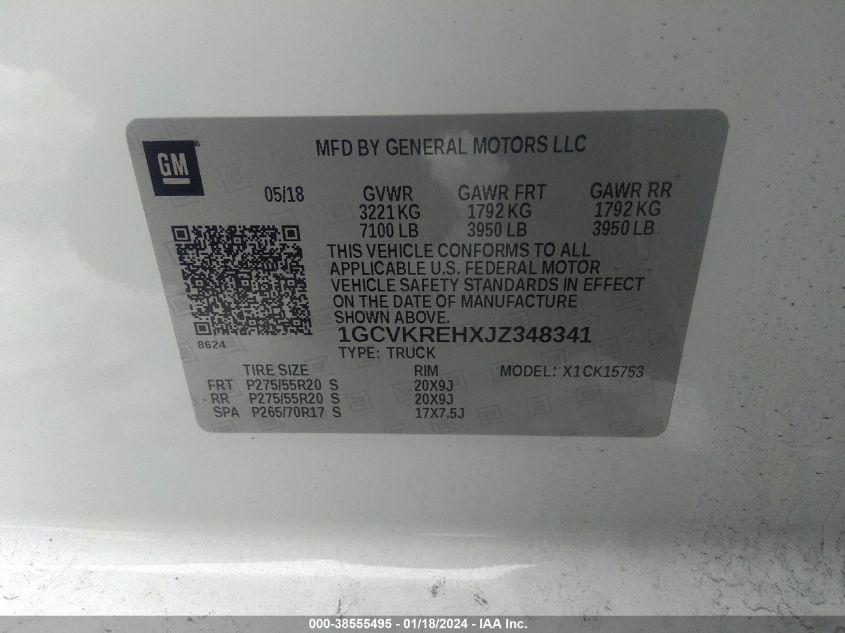 GM®
MFD BY GENERAL MOTORS LLC
05/18 GVWR GAWR FRT GAWR RR
3221 KG 1792 KG 1792 KG
7100 LB 3950 LB 3950 LB
THIS VEHICLE CONFORMS TO ALL
APPLICABLE U.S. FEDERAL MOTOR
VEHICLE SAFETY STANDARDS IN EFFECT
ON THE DATE OF MANUFACTURE
SHOWN ABOVE.
8624
1GCVKREHXJZ348341
TYPE: TRUCK
TIRE SIZE RIM MODEL: X1CK15753
FRT P275/55R20 S 20X9J
RR P275/55R20 S 20X9J
SPA P265/70R17 S 17X7.5J
000-38555495 - 01/18/2024 - IAA Inc.